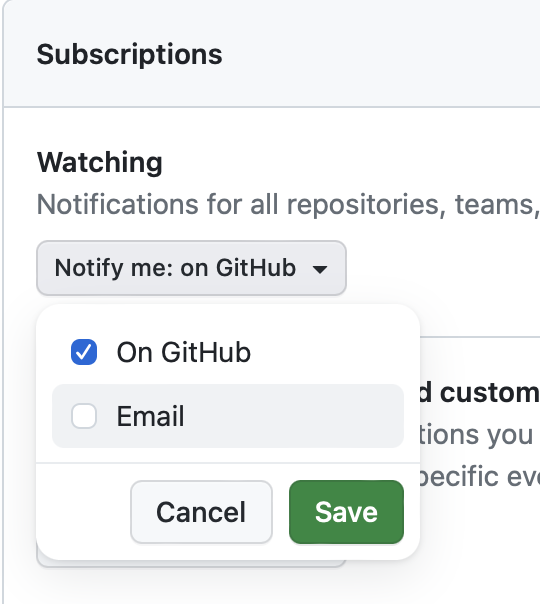 Subscriptions
Watching
Notifications for all repositories, teams,
Notify me: on GitHub
On GitHub
d custom
Email
tions you
pecific eve
Cancel
Save